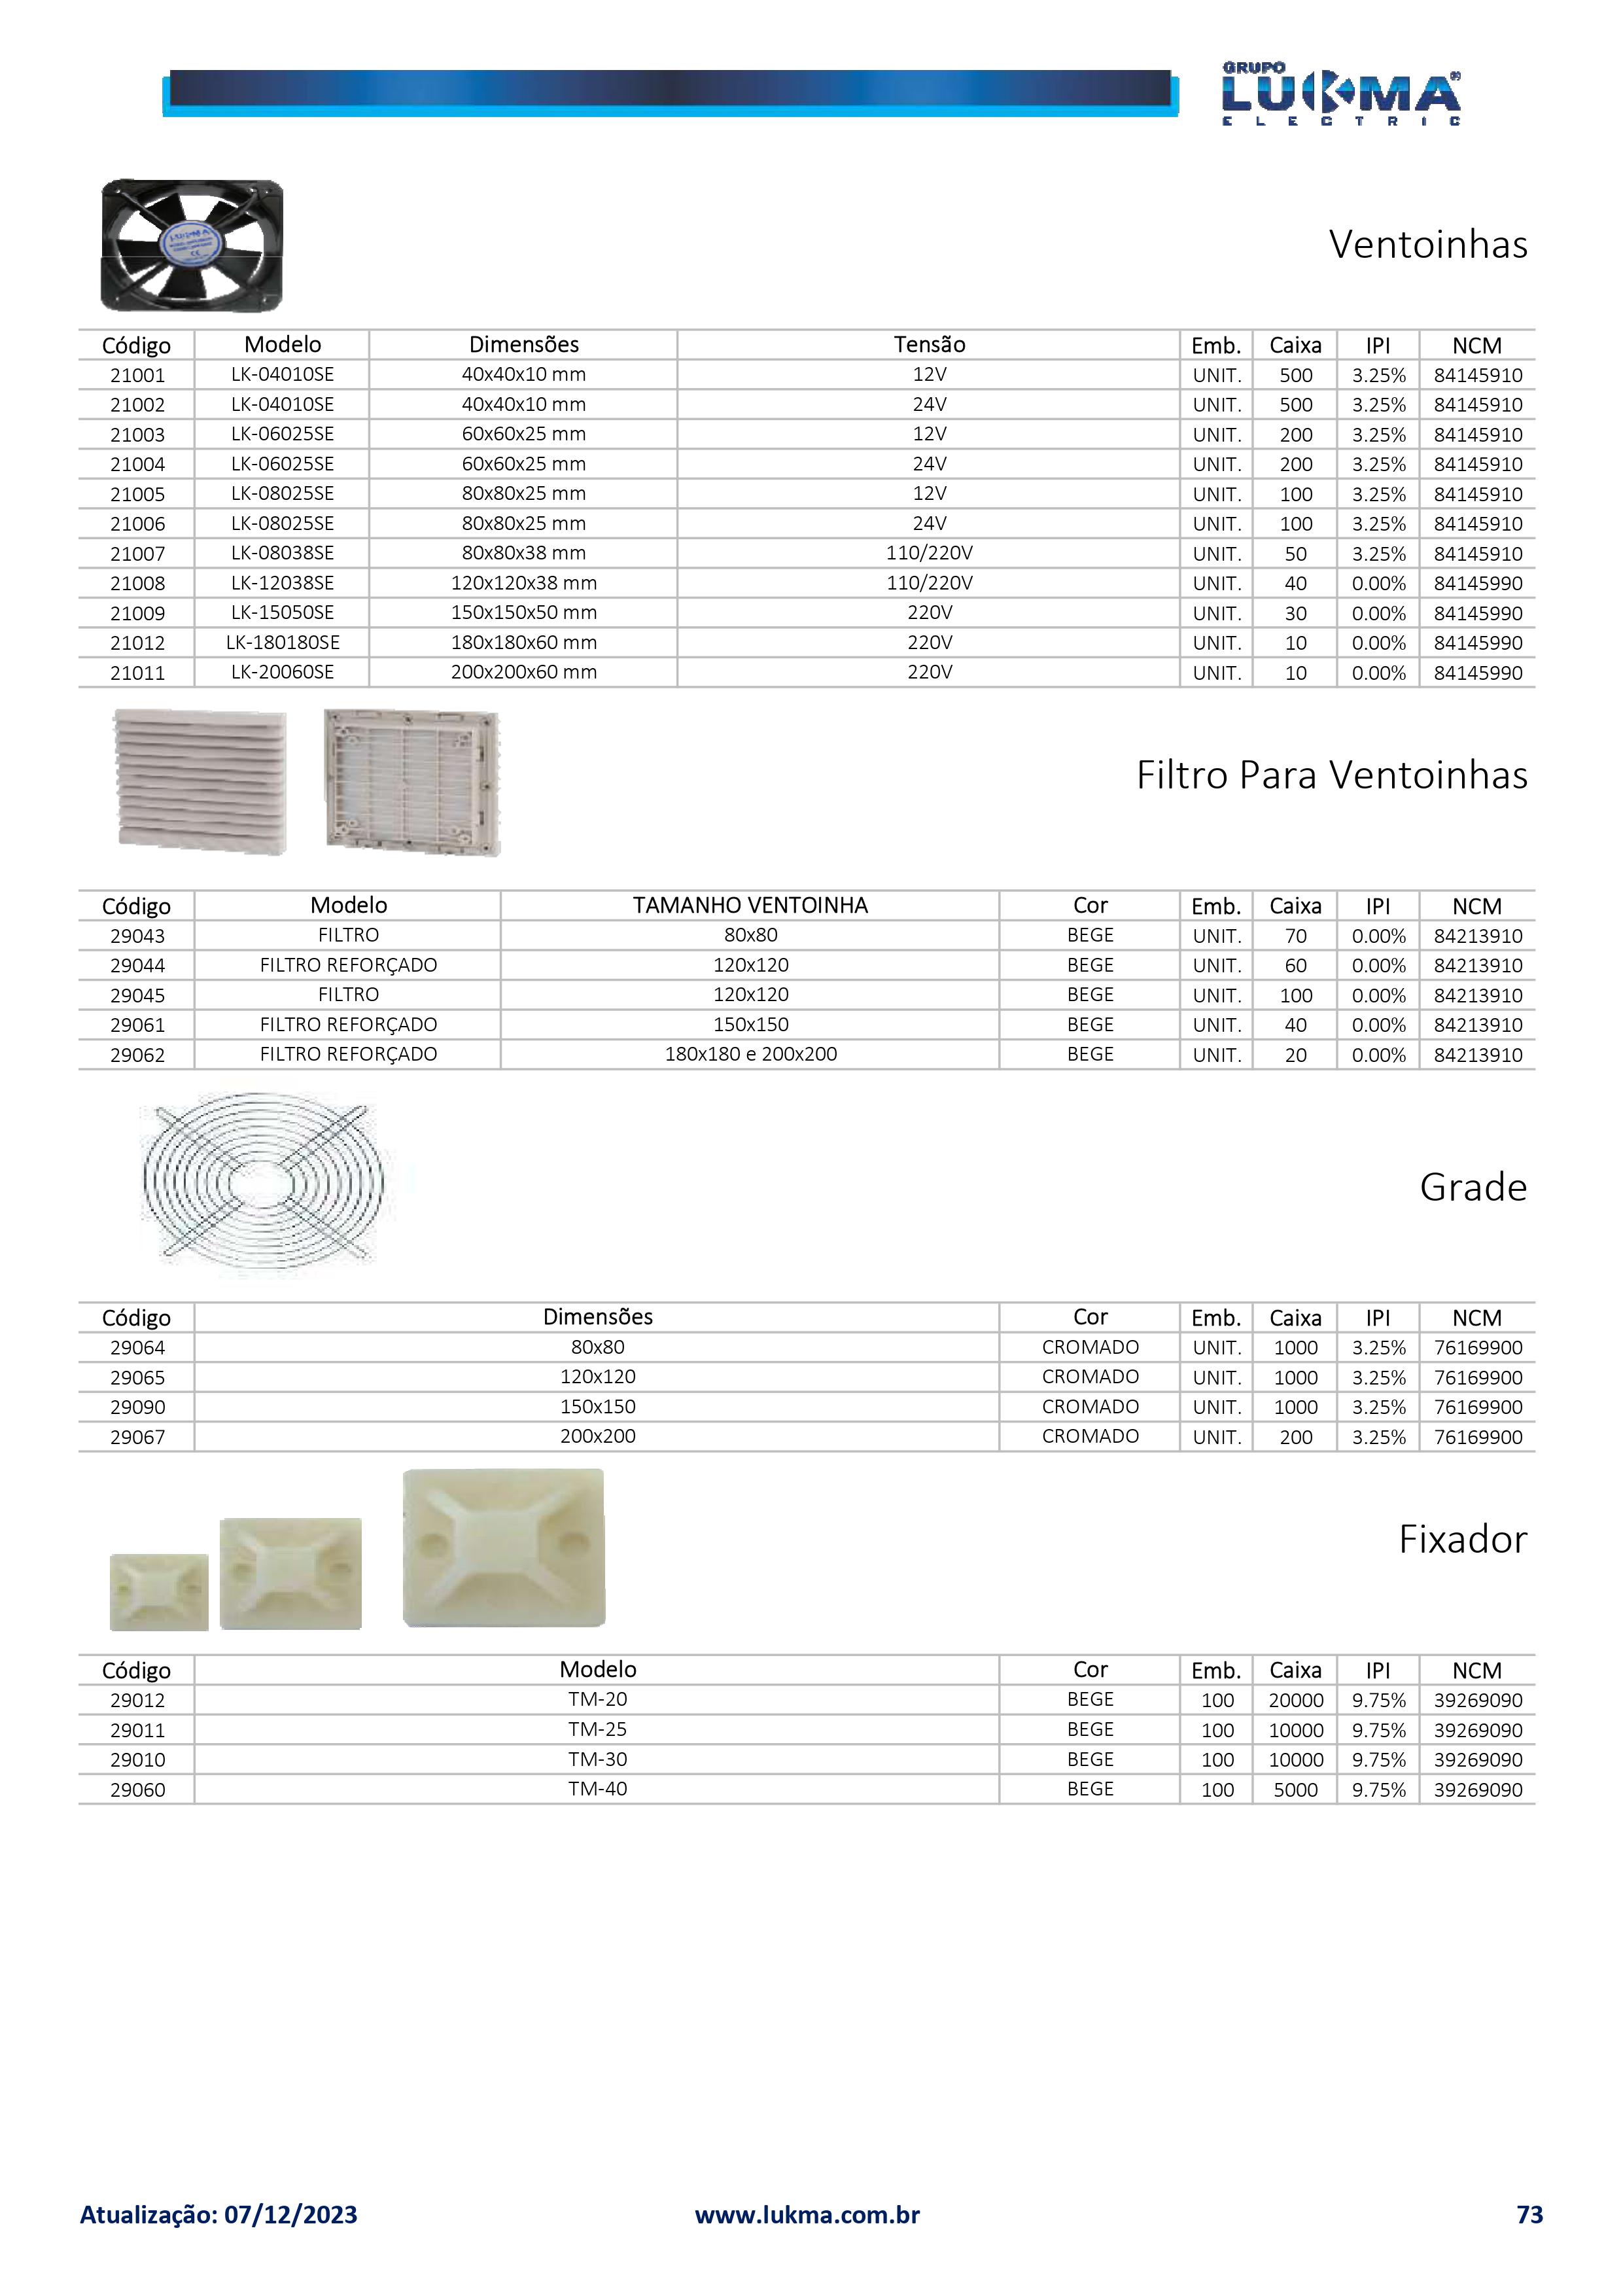 GRUPO
LUKMA®
ELECTRIC
LUKMA
CE
Ventoinhas
Código Modelo Dimensões Tensão Emb. Caixa IPI NCM
21001 LK-04010SE 40x40x10 mm 12V UNIT. 500 3.25% 84145910
21002 LK-04010SE 40x40x10 mm 24V UNIT. 500 3.25% 84145910
21003 LK-06025SE 60x60x25 mm 12V UNIT. 200 3.25% 84145910
21004 LK-06025SE 60x60x25 mm 24V UNIT. 200 3.25% 84145910
21005 LK-08025SE 80x80x25 mm 12V UNIT. 100 3.25% 84145910
21006 LK-08025SE 80x80x25 mm 24V UNIT. 100 3.25% 84145910
21007 LK-08038SE 80x80x38 mm 110/220V UNIT. 50 3.25% 84145910
21008 LK-12038SE 120x120x38 mm 110/220V UNIT. 40 0.00% 84145990
21009 LK-15050SE 150x150x50 mm 220V UNIT. 30 0.00% 84145990
21012 LK-180180SE 180x180x60 mm 220V UNIT. 10 0.00% 84145990
21011 LK-20060SE 200x200x60 mm 220V UNIT. 10 0.00% 84145990
Filtro Para Ventoinhas
Código Modelo TAMANHO VENTOINHA Cor Emb. Caixa IPI NCM
29043 FILTRO 80x80 BEGE UNIT. 70 0.00% 84213910
29044 FILTRO REFORÇADO 120x120 BEGE UNIT. 60 0.00% 84213910
29045 FILTRO 120x120 BEGE UNIT. 100 0.00% 84213910
29061 FILTRO REFORÇADO 150x150 BEGE UNIT. 40 0.00% 84213910
29062 FILTRO REFORÇADO 180x180 e 200x200 BEGE UNIT. 20 0.00% 84213910
Grade
Código Dimensões Cor Emb. Caixa IPI NCM
29064 80x80 CROMADO UNIT. 1000 3.25% 76169900
29065 120x120 CROMADO UNIT. 1000 3.25% 76169900
29090 150x150 CROMADO UNIT. 1000 3.25% 76169900
29067 200x200 CROMADO UNIT. 200 3.25% 76169900
Fixador
Código Modelo Cor Emb. Caixa IPI NCM
29012 TM-20 BEGE 100 20000 9.75% 39269090
29011 TM-25 BEGE 100 10000 9.75% 39269090
29010 TM-30 BEGE 100 10000 9.75% 39269090
29060 TM-40 BEGE 100 5000 9.75% 39269090
Atualização: 07/12/2023 www.lukma.com.br 73